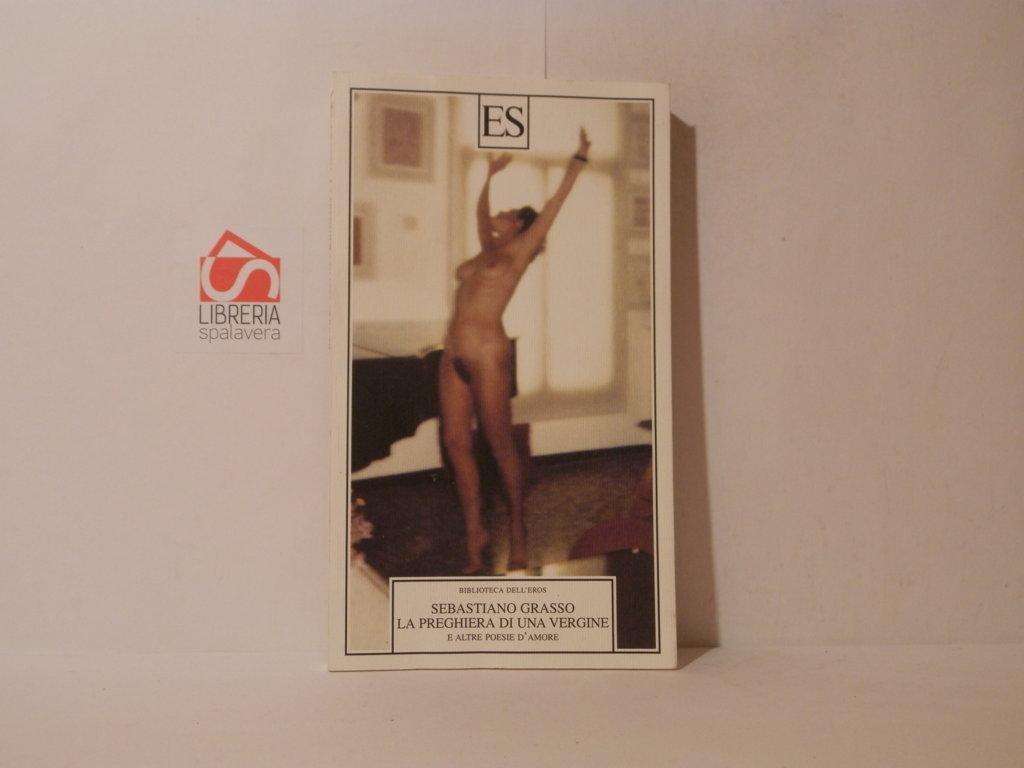 ES
LIBRERIA
spalavera
BIBLIOTECA DELL'EROS
SEBASTIANO GRASSO
LA PREGHIERA DI UNA VERGINE
E ALTRE POESIE D'AMORE